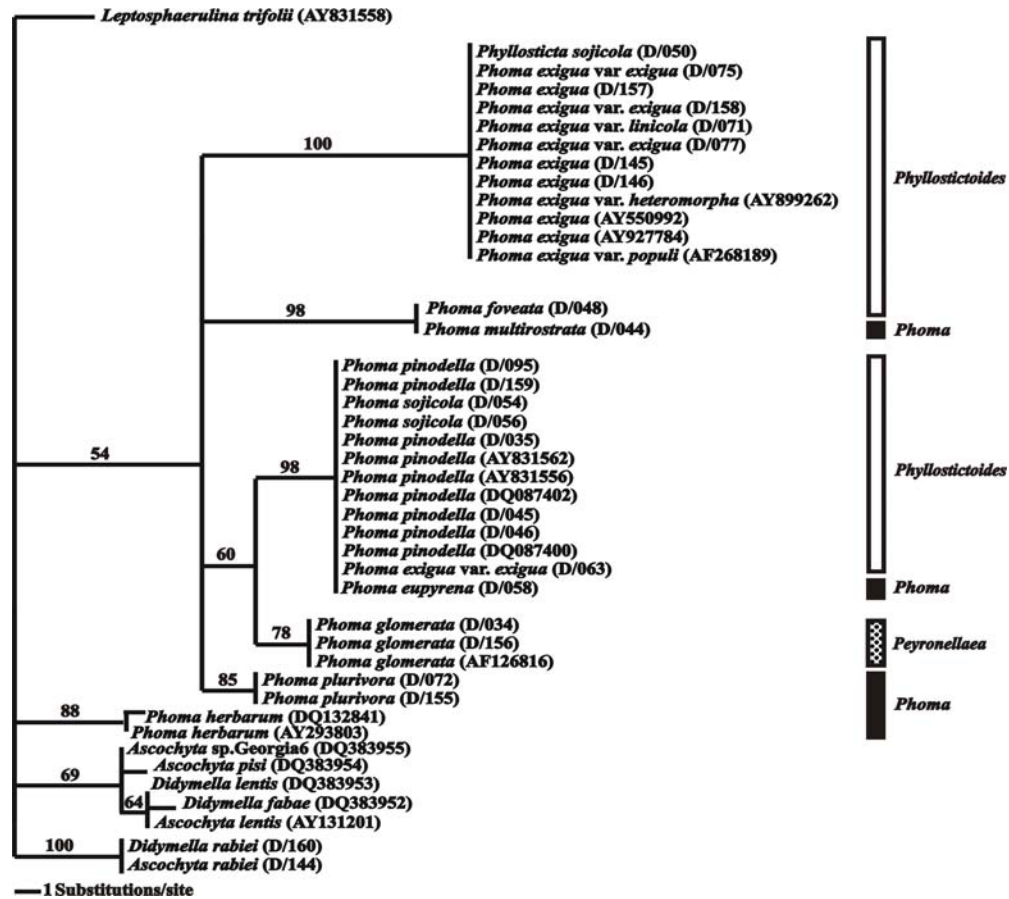 Leptosphaerulina trifolii (AY831558)
Phyllosticta sojicola (D/050)
Phoma exigua var exigua (D/075)
Phoma exigua (D/157)
Phoma exigua var. exigua (D/158)
Phoma exigua var. linicola (D/071)
100
Phoma exigua var. exigua (D/077)
Phoma exigua (D/145)
Phoma exigua (D/146)
Phyllostictoides
Phoma exigua var. heteromorpha (AY899262)
Phoma exigua (AY550992)
Phoma exigua (AY927784)
Phoma exigua var. populi (AF268189)
98
Phoma foveata (D/048)
Phoma multirostrata (D/044)
Phoma
Phoma pinodella (D/095)
Phoma pinodella (D/159)
Phoma sojicola (D/054)
Phoma sojicola (D/056)
Phoma pinodella (D/035)
54
98
Phoma pinodella (AY831562)
Phyllostictoides
Phoma pinodella (AY831556)
Phoma pinodella (DQ087402)
Phoma pinodella (D/045)
Phoma pinodella (D/046)
60
Phoma pinodella (DQ087400)
Phoma exigua var. exigua (D/063)
Phoma eupyrena (D/058)
Phoma
Phoma glomerata (D/034)
78
Phoma glomerata (D/156)
Peyronellaea
Phoma glomerata (AF126816)
85
Phoma plurivora (D/072)
Phoma plurivora (D/155)
Phoma
88
Phoma herbarum (DQ132841)
Phoma herbarum (AY293803)
Ascochyta sp.Georgia6 (DQ383955)
Ascochyta pisi (DQ383954)
69
Didymella lentis (DQ383953)
64
Didymella fabae (DQ383952)
Ascochyta lentis (AY131201)
100
Didymella rabiei (D/160)
Ascochyta rabiei (D/144)
1 Substitutions/site